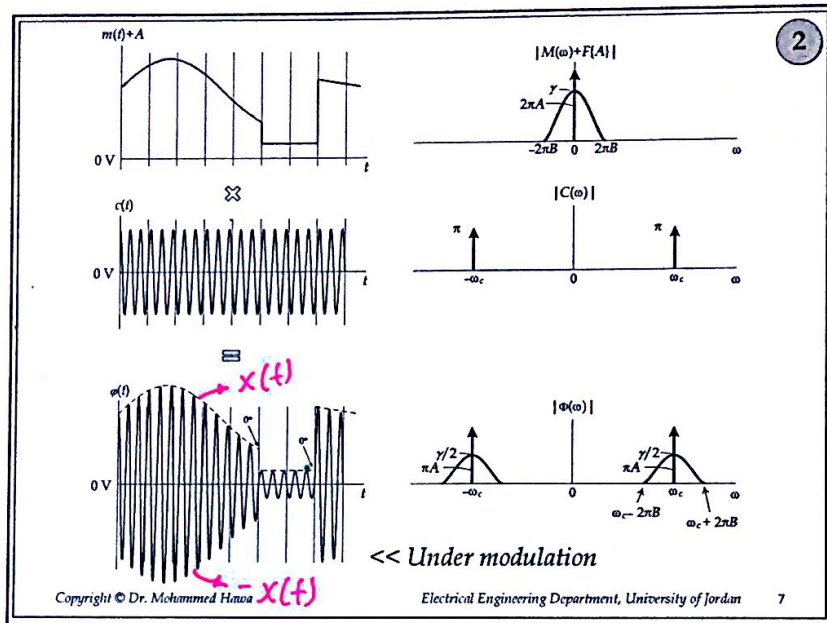 2
m(t)+A
0 V
t
|M(ω)+F{A}|
γ
2πA
−2πB 0 2πB ω
×
c(t)
0 V
t
|C(ω)|
π π
−ωc 0 ωc ω
=
φ(t)
x(t)
0°
0°
0 V
t
− x(t)
|Φ(ω)|
γ/2 γ/2
πA πA
−ωc 0 ωc ω
ωc− 2πB ωc+ 2πB
<< Under modulation
Copyright © Dr. Mohammed Hawa Electrical Engineering Department, University of Jordan 7